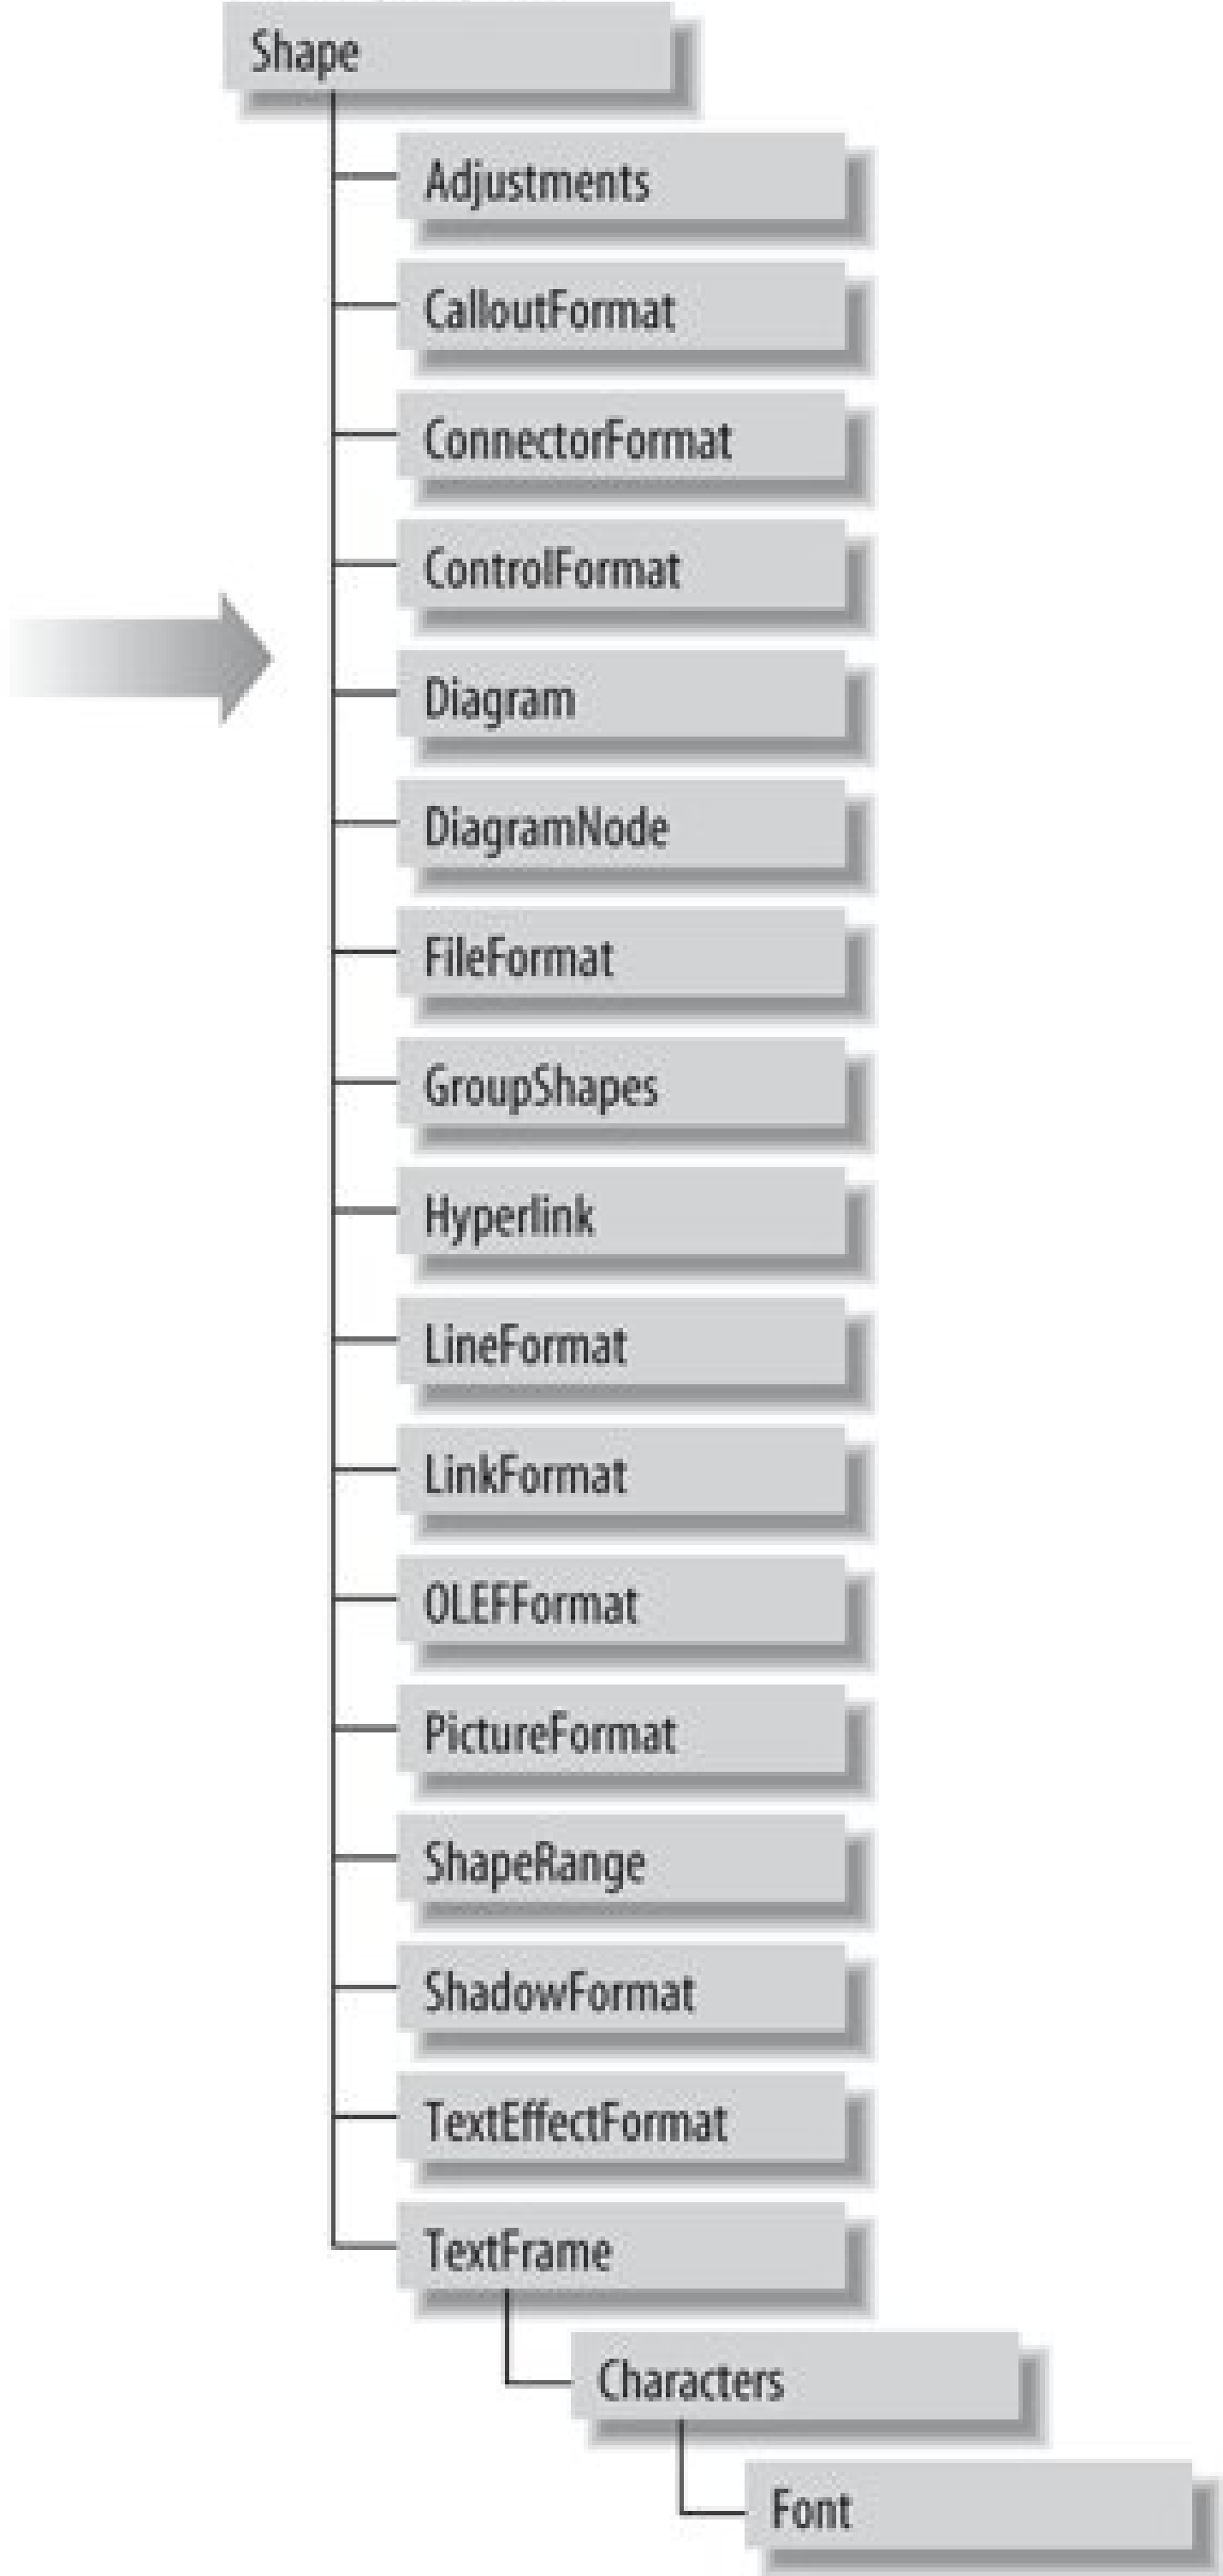 Shape
Adjustments
CalloutFormat
ConnectorFormat
ControlFormat
Diagram
DiagramNode
FileFormat
GroupShapes
Hyperlink
LineFormat
LinkFormat
OLEFFormat
PictureFormat
ShapeRange
ShadowFormat
TextEffectFormat
TextFrame
Characters
Font